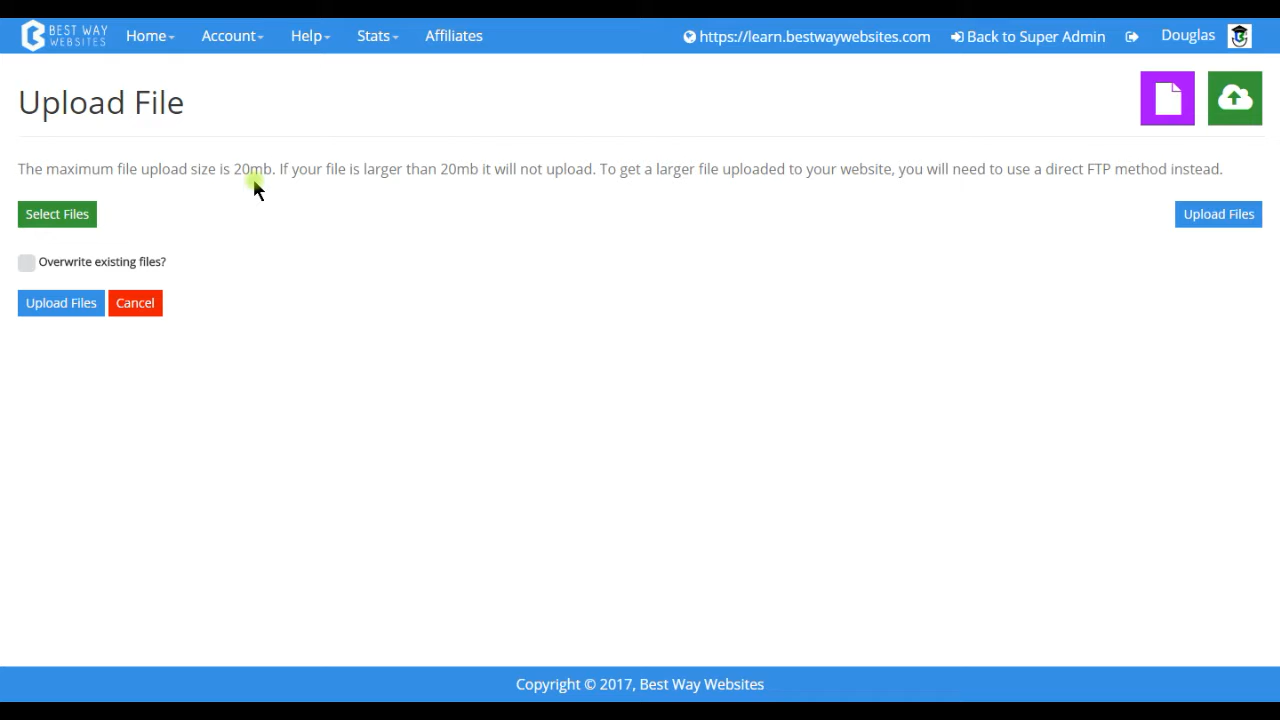 BEST WAY
WEBSITES
Home
Account
Help
Stats
Affiliates
https://learn.bestwaywebsites.com
Back to Super Admin
Douglas
Upload File
The maximum file upload size is 20mb. If your file is larger than 20mb it will not upload. To get a larger file uploaded to your website, you will need to use a direct FTP method instead.
Select Files
Upload Files
Overwrite existing files?
Upload Files
Cancel
Copyright © 2017, Best Way Websites